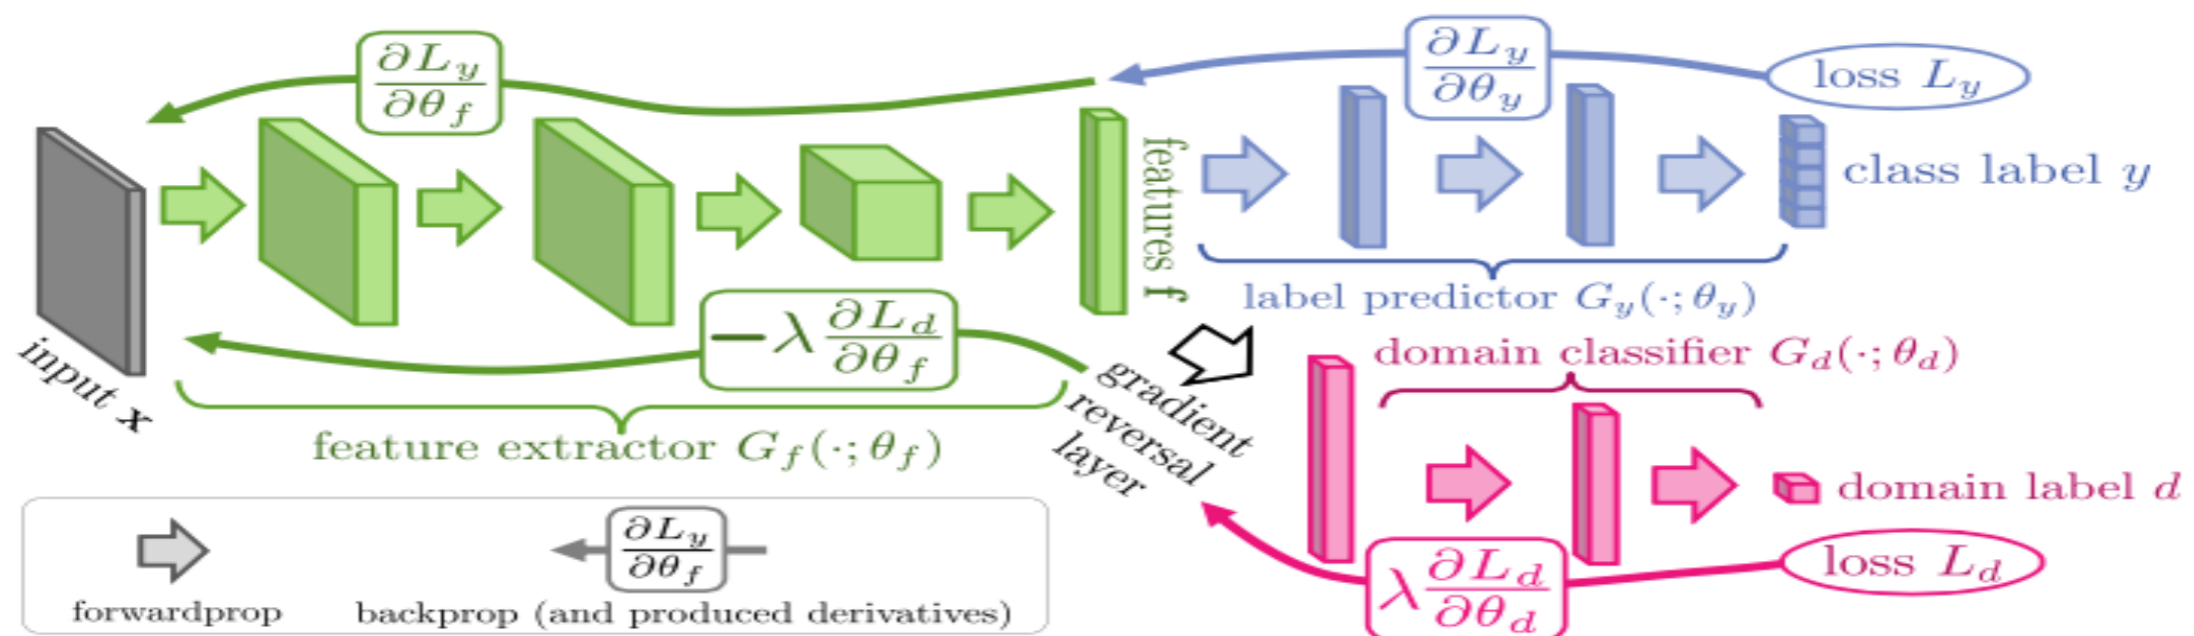 ∂L_y/∂θ_f
∂L_y/∂θ_y
loss L_y
class label y
features f
label predictor G_y(·; θ_y)
input x
−λ ∂L_d/∂θ_f
feature extractor G_f(·; θ_f)
gradient
reversal
layer
domain classifier G_d(·; θ_d)
domain label d
λ ∂L_d/∂θ_d
loss L_d
∂L_y/∂θ_f
forwardprop
backprop (and produced derivatives)